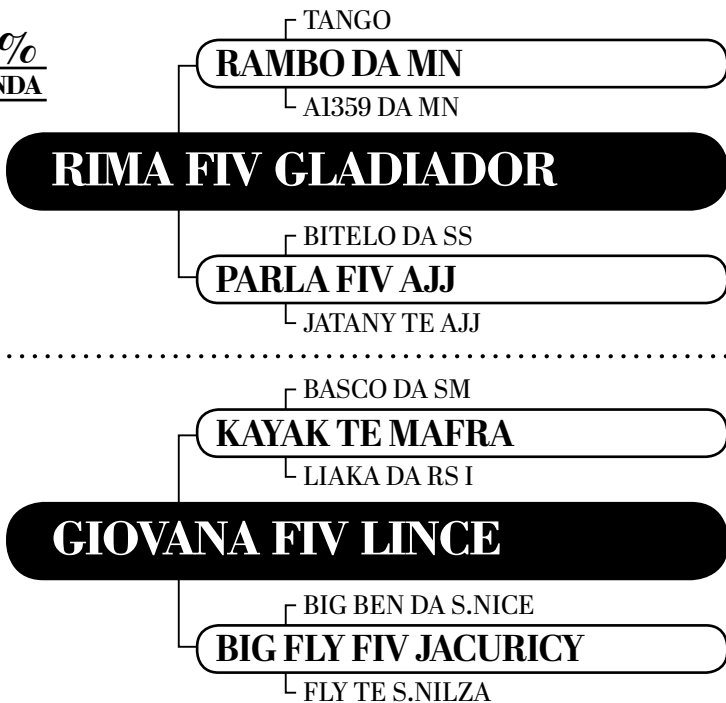 TANGO
%
RAMBO DA MN
A1359 DA MN
RIMA FIV GLADIADOR
BITELO DA SS
PARLA FIV AJJ
JATANY TE AJJ
BASCO DA SM
KAYAK TE MAFRA
LIAKA DA RS I
GIOVANA FIV LINCE
BIG BEN DA S.NICE
BIG FLY FIV JACURICY
FLY TE S.NILZA